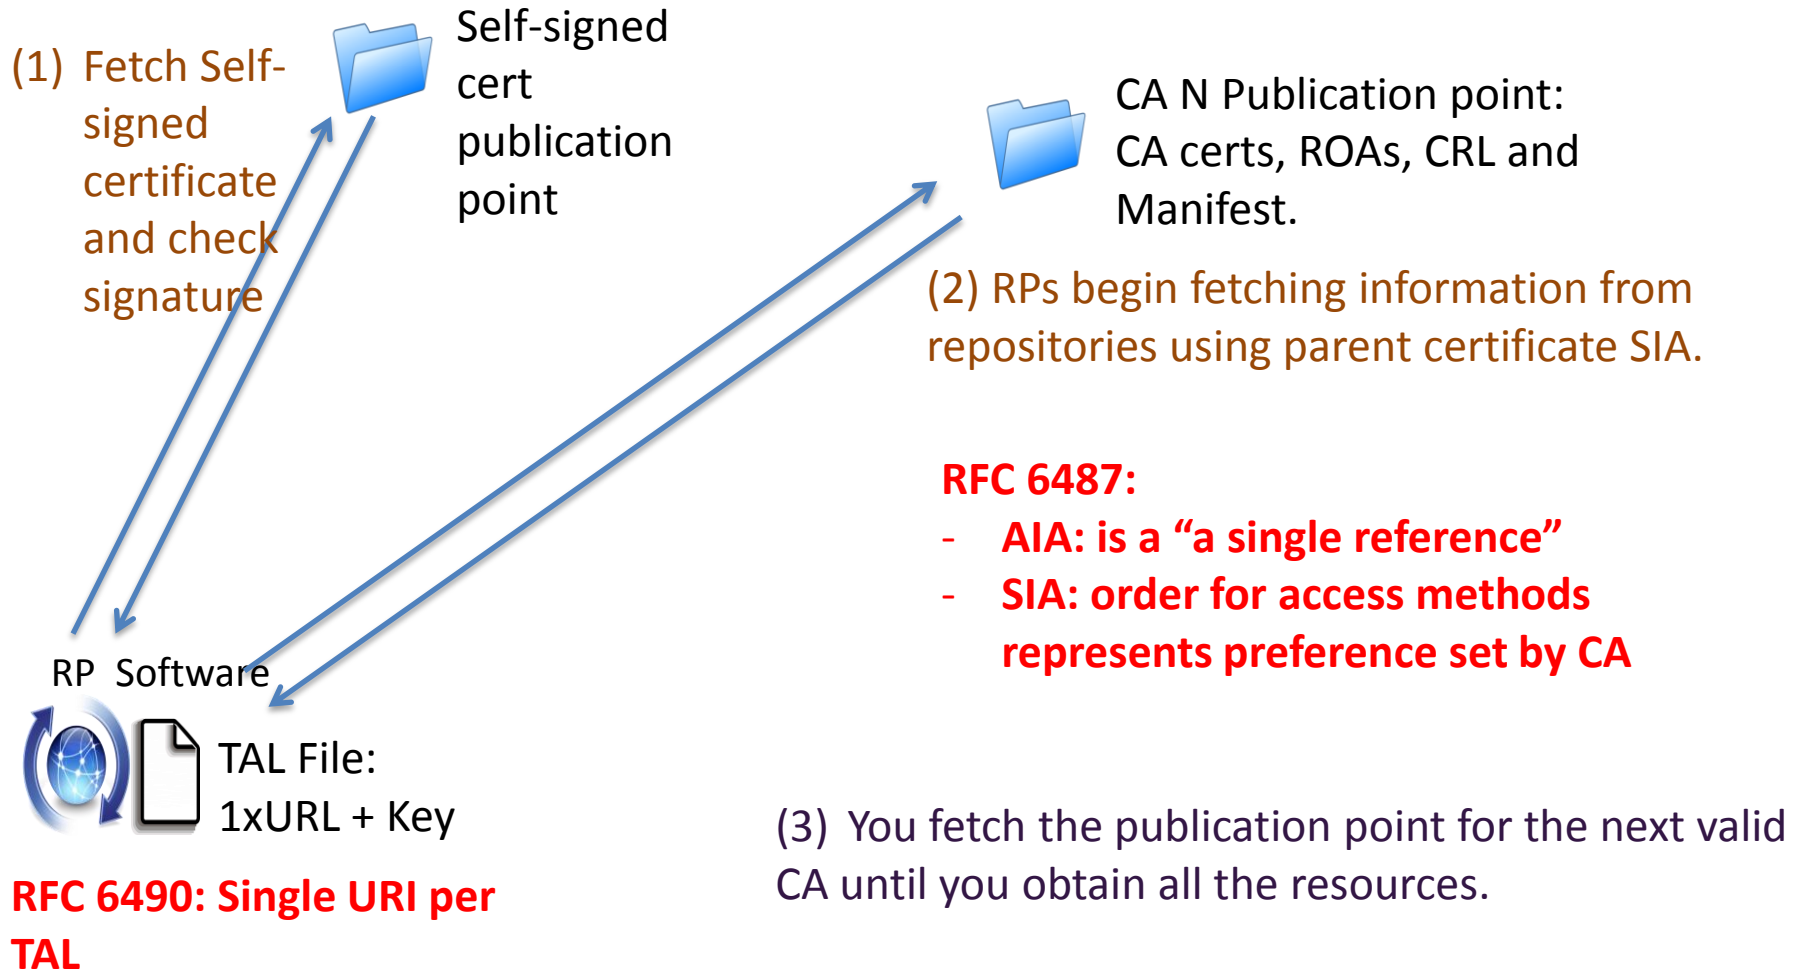 (1) Fetch Self-
signed
certificate
and check
signature
Self-signed
cert
publication
point
CA N Publication point:
CA certs, ROAs, CRL and
Manifest.
(2) RPs begin fetching information from
repositories using parent certificate SIA.
RFC 6487:
- AIA: is a “a single reference”
- SIA: order for access methods
represents preference set by CA
RP Software
TAL File:
1xURL + Key
RFC 6490: Single URI per
TAL
(3) You fetch the publication point for the next valid
CA until you obtain all the resources.